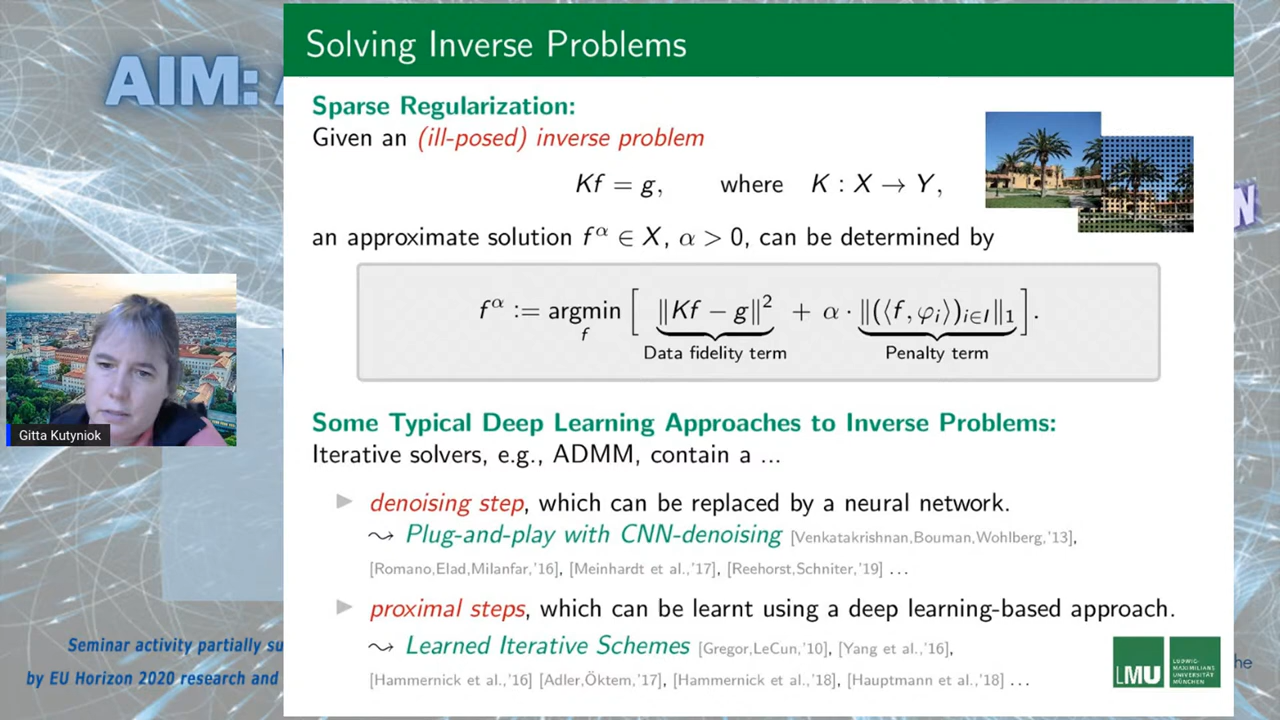 AIM:
Solving Inverse Problems
Sparse Regularization:
Given an (ill-posed) inverse problem
Kf = g, where K : X → Y,
an approximate solution f^α ∈ X, α > 0, can be determined by
f^α := argmin_f [ ‖Kf − g‖² + α · ‖(⟨f, φᵢ⟩)ᵢ∈I‖₁ ].
Data fidelity term Penalty term
Gitta Kutyniok
Some Typical Deep Learning Approaches to Inverse Problems:
Iterative solvers, e.g., ADMM, contain a ...
► denoising step, which can be replaced by a neural network.
⤳ Plug-and-play with CNN-denoising [Venkatakrishnan,Bouman,Wohlberg,'13],
[Romano,Elad,Milanfar,'16], [Meinhardt et al.,'17], [Reehorst,Schniter,'19] ...
► proximal steps, which can be learnt using a deep learning-based approach.
⤳ Learned Iterative Schemes [Gregor,LeCun,'10], [Yang et al.,'16],
[Hammernick et al.,'16] [Adler,Öktem,'17], [Hammernick et al.,'18], [Hauptmann et al.,'18] ...
LMU
LUDWIG-
MAXIMILIANS
UNIVERSITÄT
MÜNCHEN
Seminar activity partially su
by EU Horizon 2020 research and
he
N